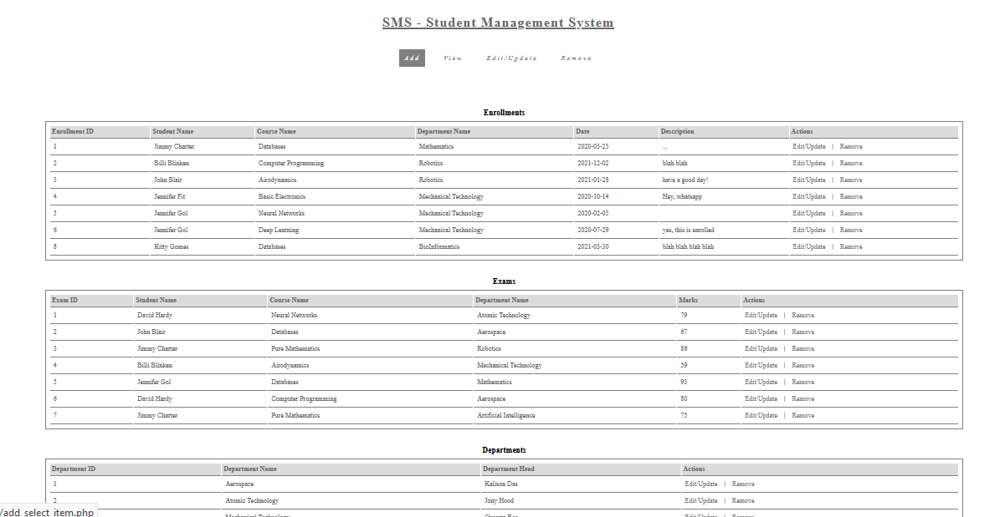 SMS - Student Management System
Add View Edit/Update Remove
Enrollments
Enrollment ID Student Name Course Name Department Name Date Description Actions
1 Jimmy Charter Databases Mathematics 2020-03-23 ... Edit/Update | Remove
2 Billi Blinken Computer Programming Robotics 2021-12-02 blah blah Edit/Update | Remove
3 John Blair Airodynamics Robotics 2021-01-28 have a good day! Edit/Update | Remove
4 Jennifer Fit Basic Electronics Mechanical Technology 2020-10-14 Hey, whatsapp Edit/Update | Remove
5 Jennifer Gol Neural Networks Mechanical Technology 2020-02-03 Edit/Update | Remove
6 Jennifer Gol Deep Learning Mechanical Technology 2020-07-29 yes, this is enrolled Edit/Update | Remove
8 Kitty Gomes Databases BioInformatics 2021-03-30 blah blah blah blah Edit/Update | Remove
Exams
Exam ID Student Name Course Name Department Name Marks Actions
1 David Hardy Neural Networks Atomic Technology 79 Edit/Update | Remove
2 John Blair Databases Aerospace 67 Edit/Update | Remove
3 Jimmy Charter Pure Mathematics Robotics 86 Edit/Update | Remove
4 Billi Blinken Airodynamics Mechanical Technology 59 Edit/Update | Remove
5 Jennifer Gol Databases Mathematics 93 Edit/Update | Remove
6 David Hardy Computer Programming Aerospace 80 Edit/Update | Remove
7 Jimmy Charter Pure Mathematics Artificial Intelligence 75 Edit/Update | Remove
Departments
Department ID Department Name Department Head Actions
1 Aerospace Kalison Das Edit/Update | Remove
2 Atomic Technology Jony Hood Edit/Update | Remove
/add_select_item.php